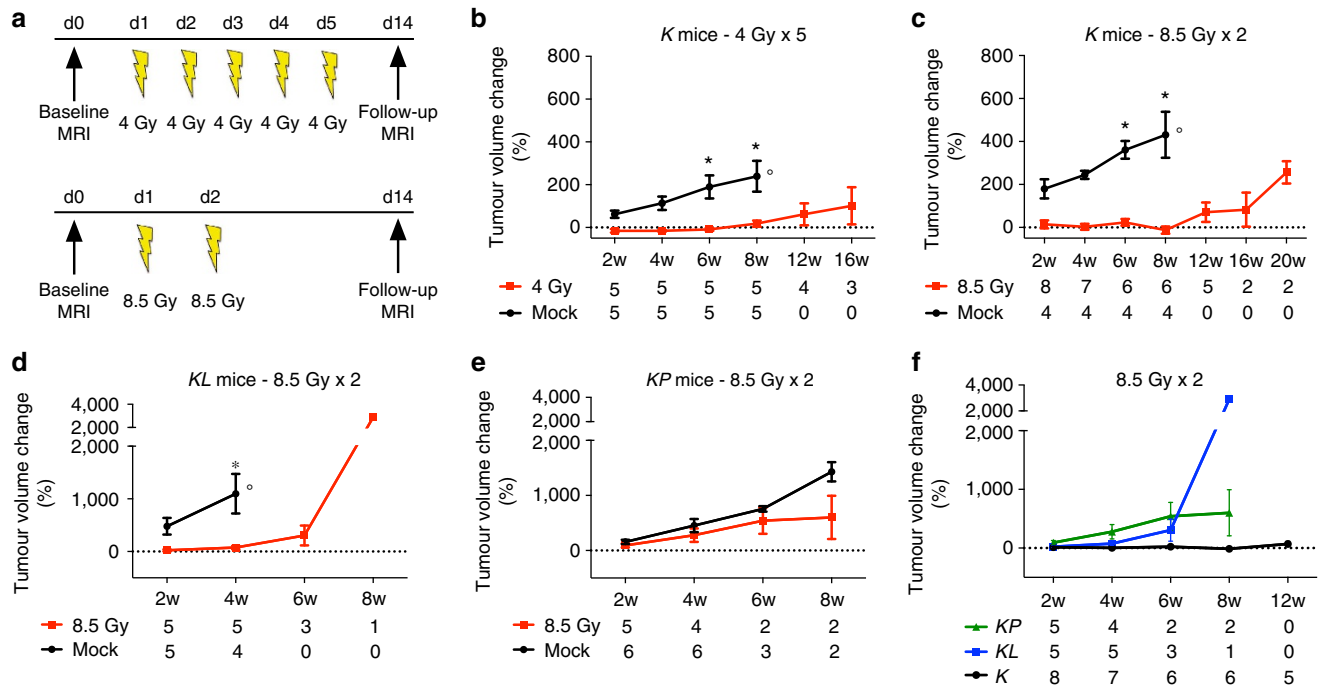 a
d0 d1 d2 d3 d4 d5 d14
Baseline MRI
4 Gy 4 Gy 4 Gy 4 Gy 4 Gy
Follow-up MRI
d0 d1 d2 d14
Baseline MRI
8.5 Gy 8.5 Gy
Follow-up MRI
b
K mice - 4 Gy x 5
Tumour volume change (%)
800
600
400
200
0
* *
°
2w 4w 6w 8w 12w 16w
4 Gy 5 5 5 5 4 3
Mock 5 5 5 5 0 0
c
K mice - 8.5 Gy x 2
Tumour volume change (%)
800
600
400
200
0
* *
°
2w 4w 6w 8w 12w 16w 20w
8.5 Gy 8 7 6 6 5 2 2
Mock 4 4 4 4 0 0 0
d
KL mice - 8.5 Gy x 2
Tumour volume change (%)
4,000
2,000
2,000
1,000
0
*
°
2w 4w 6w 8w
8.5 Gy 5 5 3 1
Mock 5 4 0 0
e
KP mice - 8.5 Gy x 2
Tumour volume change (%)
4,000
2,000
2,000
1,000
0
2w 4w 6w 8w
8.5 Gy 5 4 2 2
Mock 6 6 3 2
f
8.5 Gy x 2
Tumour volume change (%)
4,000
2,000
2,000
1,000
0
2w 4w 6w 8w 12w
KP 5 4 2 2 0
KL 5 5 3 1 0
K 8 7 6 6 5